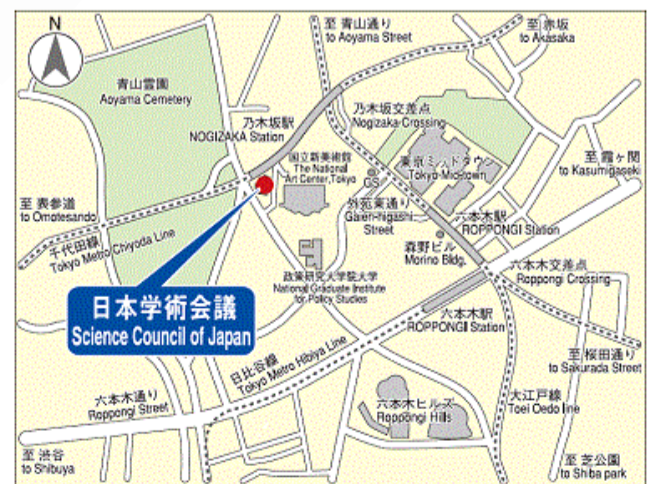 N
至 青山通り
to Aoyama Street
至 赤坂
to Akasaka
青山霊園
Aoyama Cemetery
乃木坂駅
NOGIZAKA Station
乃木坂交差点
Nogizaka Crossing
国立新美術館
The National
Art Center,Tokyo
東京ミッドタウン
Tokyo Midtown
GS
至 霞ヶ関
to Kasumigaseki
至 表参道
to Omotesando
外苑東通り
Gaien-higashi
Street
六本木駅
ROPPONGI Station
千代田線
Tokyo Metro Chiyoda Line
森野ビル
Morino Bldg.
六本木交差点
Roppongi Crossing
政策研究大学院大学
National Graduate Institute
for Policy Studies
日本学術会議
Science Council of Japan
六本木駅
ROPPONGI Station
日比谷線
Tokyo Metro Hibiya Line
至 桜田通り
to Sakurada Street
六本木通り
Roppongi Street
六本木ヒルズ
Roppongi Hills
大江戸線
Toei Oedo line
至 渋谷
to Shibuya
至 芝公園
to Shiba park